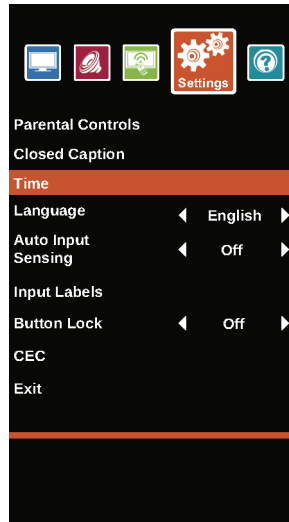 Settings
Parental Controls
Closed Caption
Time
Language English
Auto Input
Sensing Off
Input Labels
Button Lock Off
CEC
Exit